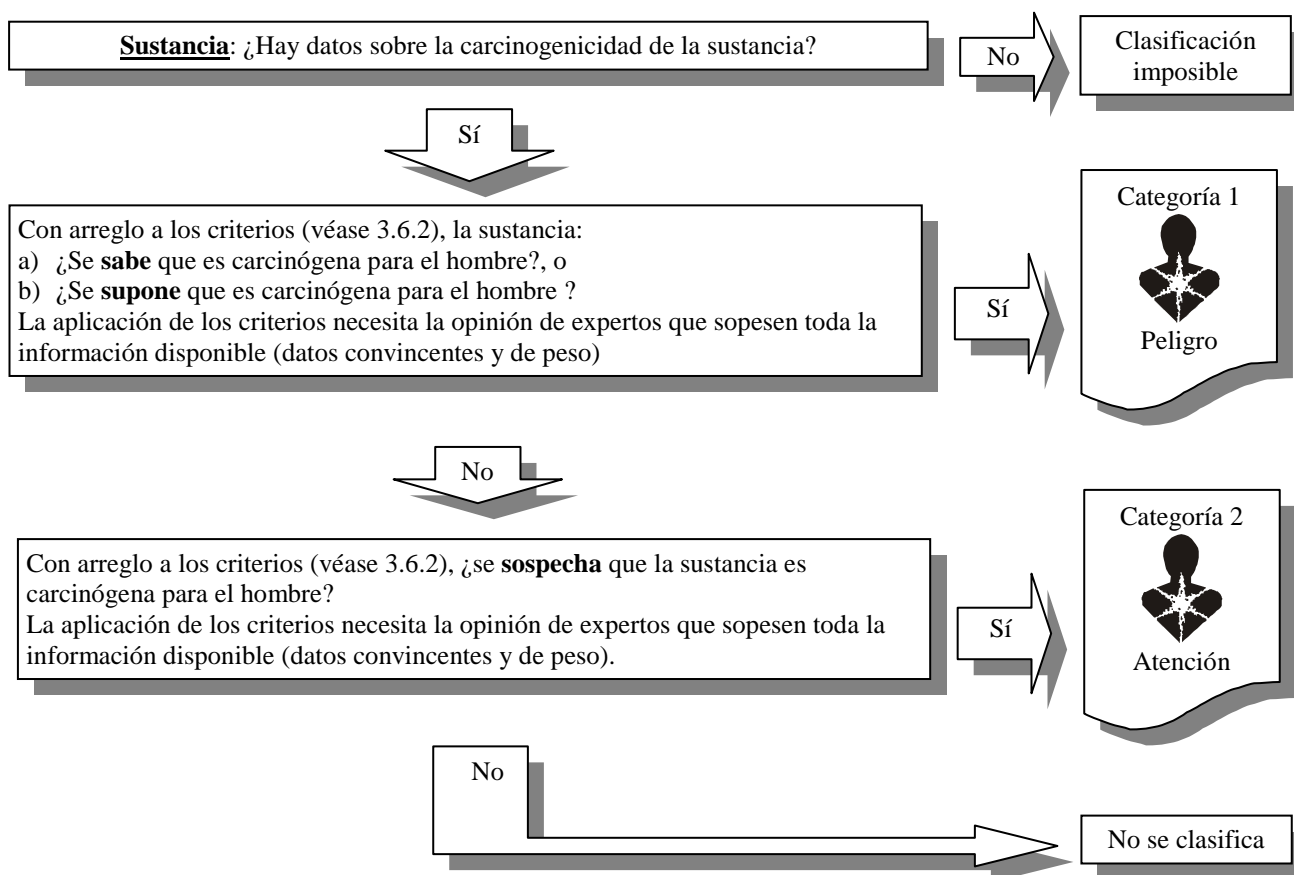 Sustancia: ¿Hay datos sobre la carcinogenicidad de la sustancia?
No
Clasificación
imposible
Sí
Con arreglo a los criterios (véase 3.6.2), la sustancia:
a) ¿Se sabe que es carcinógena para el hombre?, o
b) ¿Se supone que es carcinógena para el hombre ?
La aplicación de los criterios necesita la opinión de expertos que sopesen toda la
información disponible (datos convincentes y de peso)
Sí
Categoría 1
Peligro
No
Con arreglo a los criterios (véase 3.6.2), ¿se sospecha que la sustancia es
carcinógena para el hombre?
La aplicación de los criterios necesita la opinión de expertos que sopesen toda la
información disponible (datos convincentes y de peso).
Sí
Categoría 2
Atención
No
No se clasifica